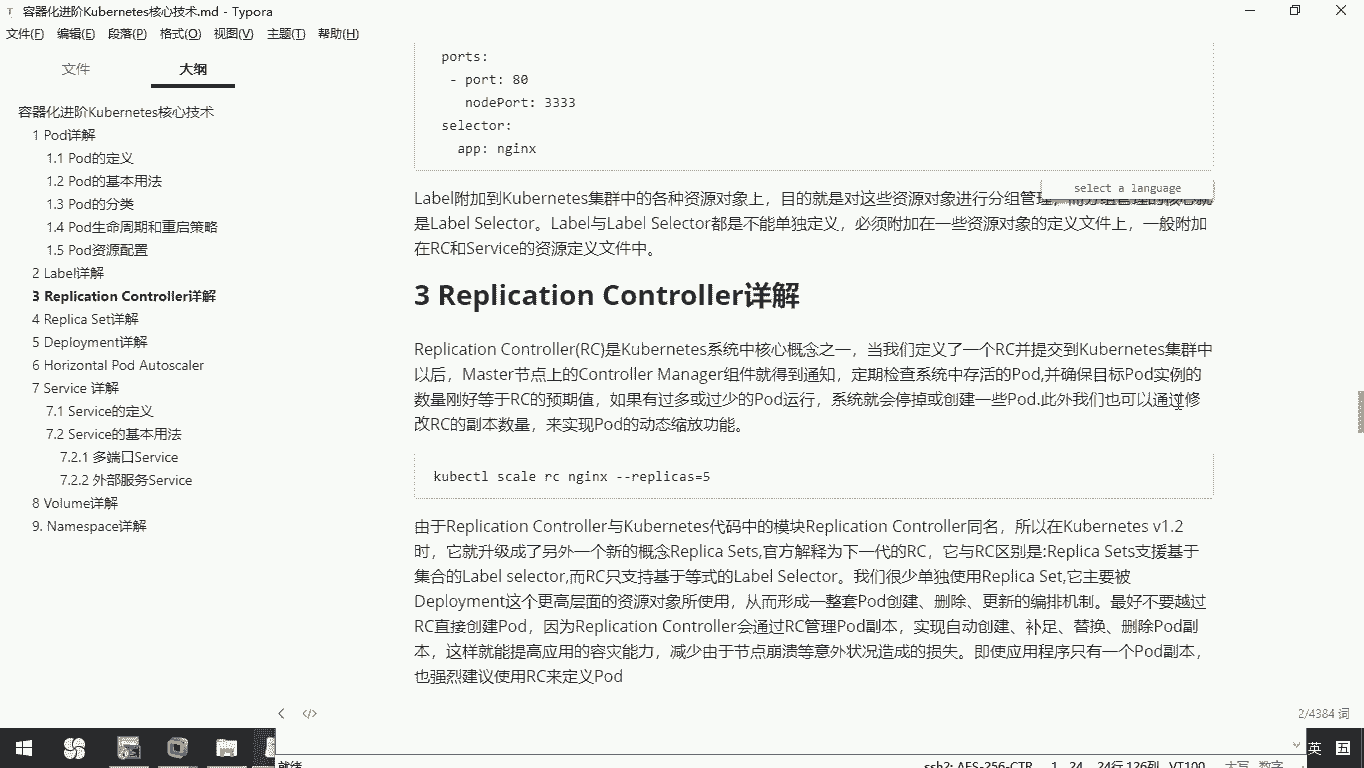 容器化进阶Kubernetes核心技术.md - Typora
文件(F) 编辑(E) 段落(P) 格式(O) 视图(V) 主题(T) 帮助(H)
文件 大纲
容器化进阶Kubernetes核心技术
1 Pod详解
1.1 Pod的定义
1.2 Pod的基本用法
1.3 Pod的分类
1.4 Pod生命周期和重启策略
1.5 Pod资源配置
2 Label详解
3 Replication Controller详解
4 Replica Set详解
5 Deployment详解
6 Horizontal Pod Autoscaler
7 Service 详解
7.1 Service的定义
7.2 Service的基本用法
7.2.1 多端口Service
7.2.2 外部服务Service
8 Volume详解
9. Namespace详解
ports:
- port: 80
nodePort: 3333
selector:
app: nginx
select a language
Label附加到Kubernetes集群中的各种资源对象上，目的就是对这些资源对象进行分组管理，而分组管理的核心就
是Label Selector。Label与Label Selector都是不能单独定义，必须附加在一些资源对象的定义文件上，一般附加
在RC和Service的资源定义文件中。
3 Replication Controller详解
Replication Controller(RC)是Kubernetes系统中核心概念之一，当我们定义了一个RC并提交到Kubernetes集群中
以后，Master节点上的Controller Manager组件就得到通知，定期检查系统中存活的Pod,并确保目标Pod实例的
数量刚好等于RC的预期值，如果有过多或过少的Pod运行，系统就会停掉或创建一些Pod.此外我们也可以通过修
改RC的副本数量，来实现Pod的动态缩放功能。
kubectl scale rc nginx --replicas=5
由于Replication Controller与Kubernetes代码中的模块Replication Controller同名，所以在Kubernetes v1.2
时，它就升级成了另外一个新的概念Replica Sets,官方解释为下一代的RC，它与RC区别是:Replica Sets支援基于
集合的Label selector,而RC只支持基于等式的Label Selector。我们很少单独使用Replica Set,它主要被
Deployment这个更高层面的资源对象所使用，从而形成一整套Pod创建、删除、更新的编排机制。最好不要越过
RC直接创建Pod，因为Replication Controller会通过RC管理Pod副本，实现自动创建、补足、替换、删除Pod副
本，这样就能提高应用的容灾能力，减少由于节点崩溃等意外状况造成的损失。即使应用程序只有一个Pod副本，
也强烈建议使用RC来定义Pod
2/4384 词
英
就绪 ssh2: AES-256-CTR 1, 24 24行,126列 VT100 大写 数字